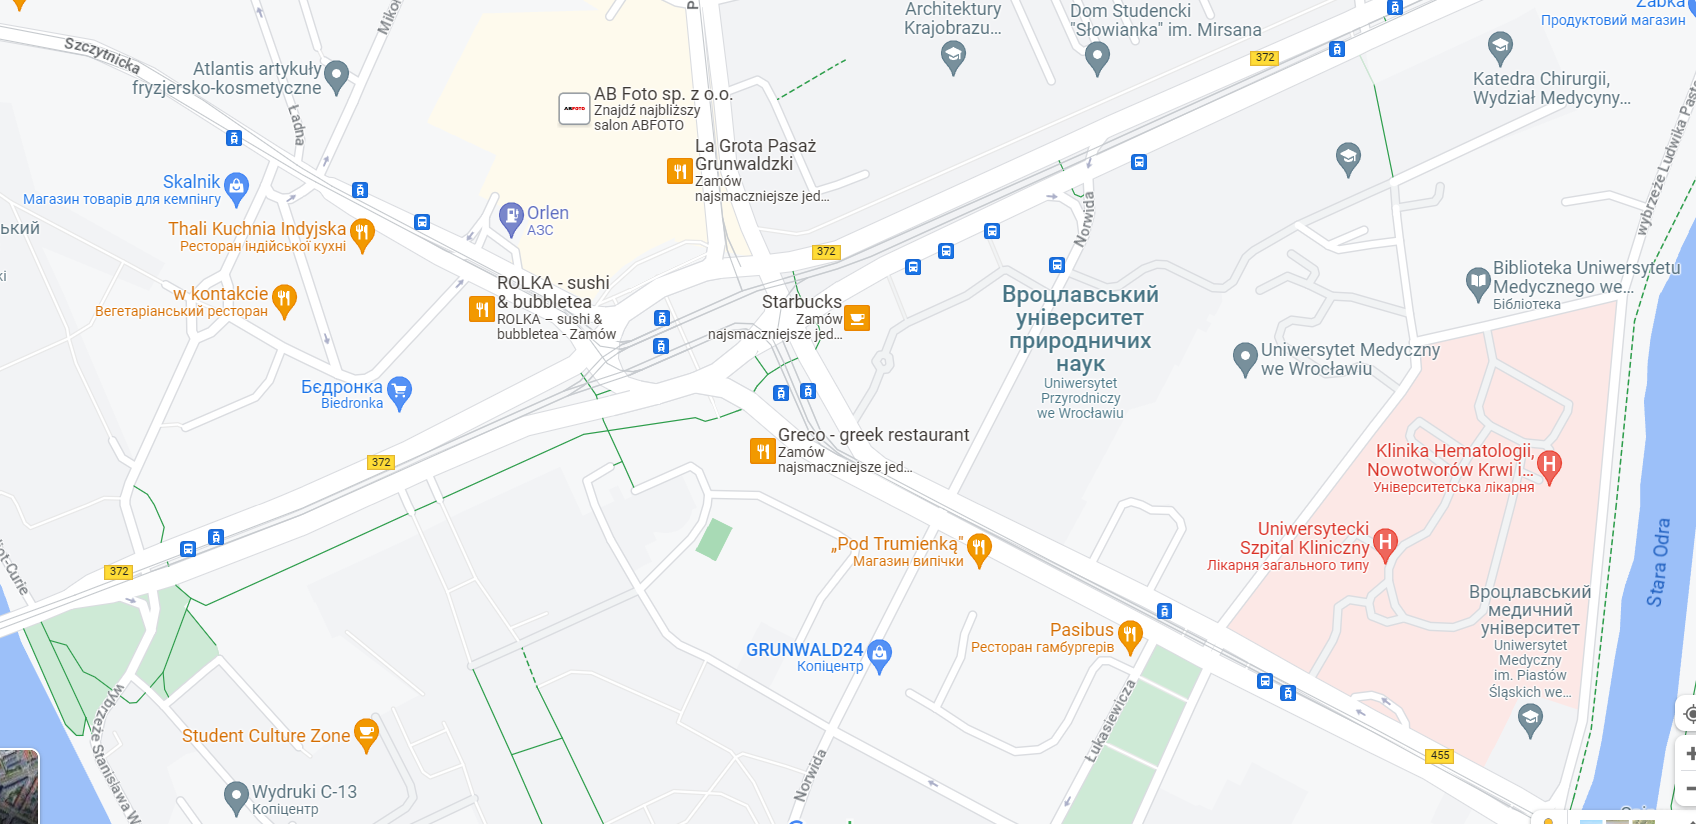 Szczytnicka
Atlantis artykuły
fryzjersko-kosmetyczne
Ładna
AB Foto sp. z o.o.
Znajdź najbliższy
salon ABFOTO
ABFOTO
La Grota Pasaż
Grunwaldzki
Zamów
najsmaczniejsze jed…
Architektury
Krajobrazu…
Dom Studencki
"Słowianka" im. Mirsana
372
Żabka
Продуктовий магазин
Katedra Chirurgii,
Wydział Medycyny…
Skalnik
Магазин товарів для кемпінгу
Thali Kuchnia Indyjska
Ресторан індійської кухні
Orlen
АЗС
w kontakcie
Вегетаріанський ресторан
ROLKA - sushi
& bubbletea
ROLKA – sushi &
bubbletea - Zamów
372
Starbucks
Zamów
najsmaczniejsze jed…
Norwida
Вроцлавський
університет
природничих
наук
Uniwersytet
Przyrodniczy
we Wrocławiu
Biblioteka Uniwersytetu
Medycznego we…
Бібліотека
Uniwersytet Medyczny
we Wrocławiu
Бєдронка
Biedronka
372
Greco - greek restaurant
Zamów
najsmaczniejsze jed…
Klinika Hematologii,
Nowotworów Krwi i…
Університетська лікарня
Uniwersytecki
Szpital Kliniczny
Лікарня загального типу
„Pod Trumienką"
Магазин випічки
372
Stara Odra
Вроцлавський
медичний
університет
Uniwersytet
Medyczny
im. Piastów
Śląskich we…
Pasibus
Ресторан гамбургерів
GRUNWALD24
Копіцентр
Łukasiewicza
Norwida
Student Culture Zone
Wydruki C-13
Копіцентр
wybrzeże Stanisława W
455